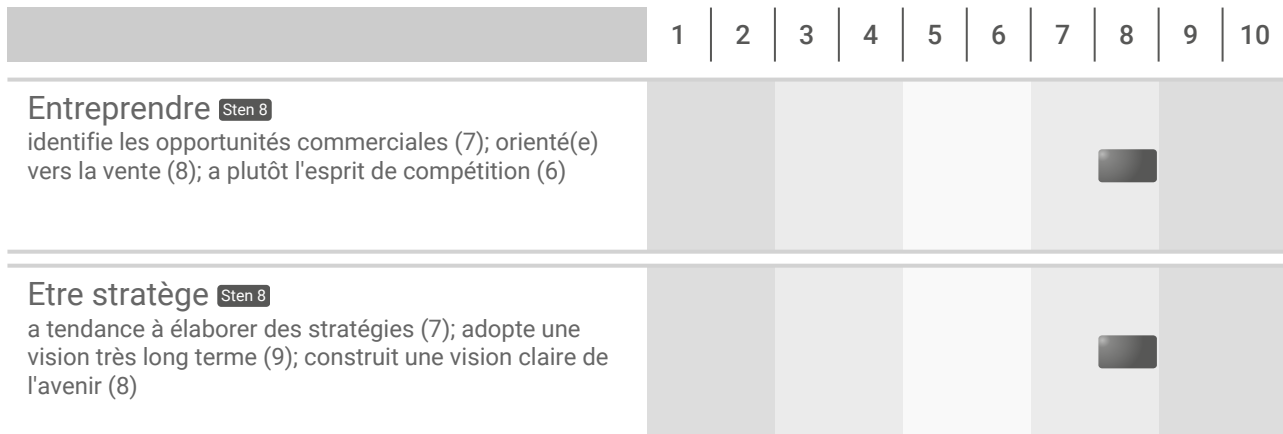 1 2 3 4 5 6 7 8 9 10
Entreprendre Sten 8
identifie les opportunités commerciales (7); orienté(e)
vers la vente (8); a plutôt l'esprit de compétition (6)
Etre stratège Sten 8
a tendance à élaborer des stratégies (7); adopte une
vision très long terme (9); construit une vision claire de
l'avenir (8)